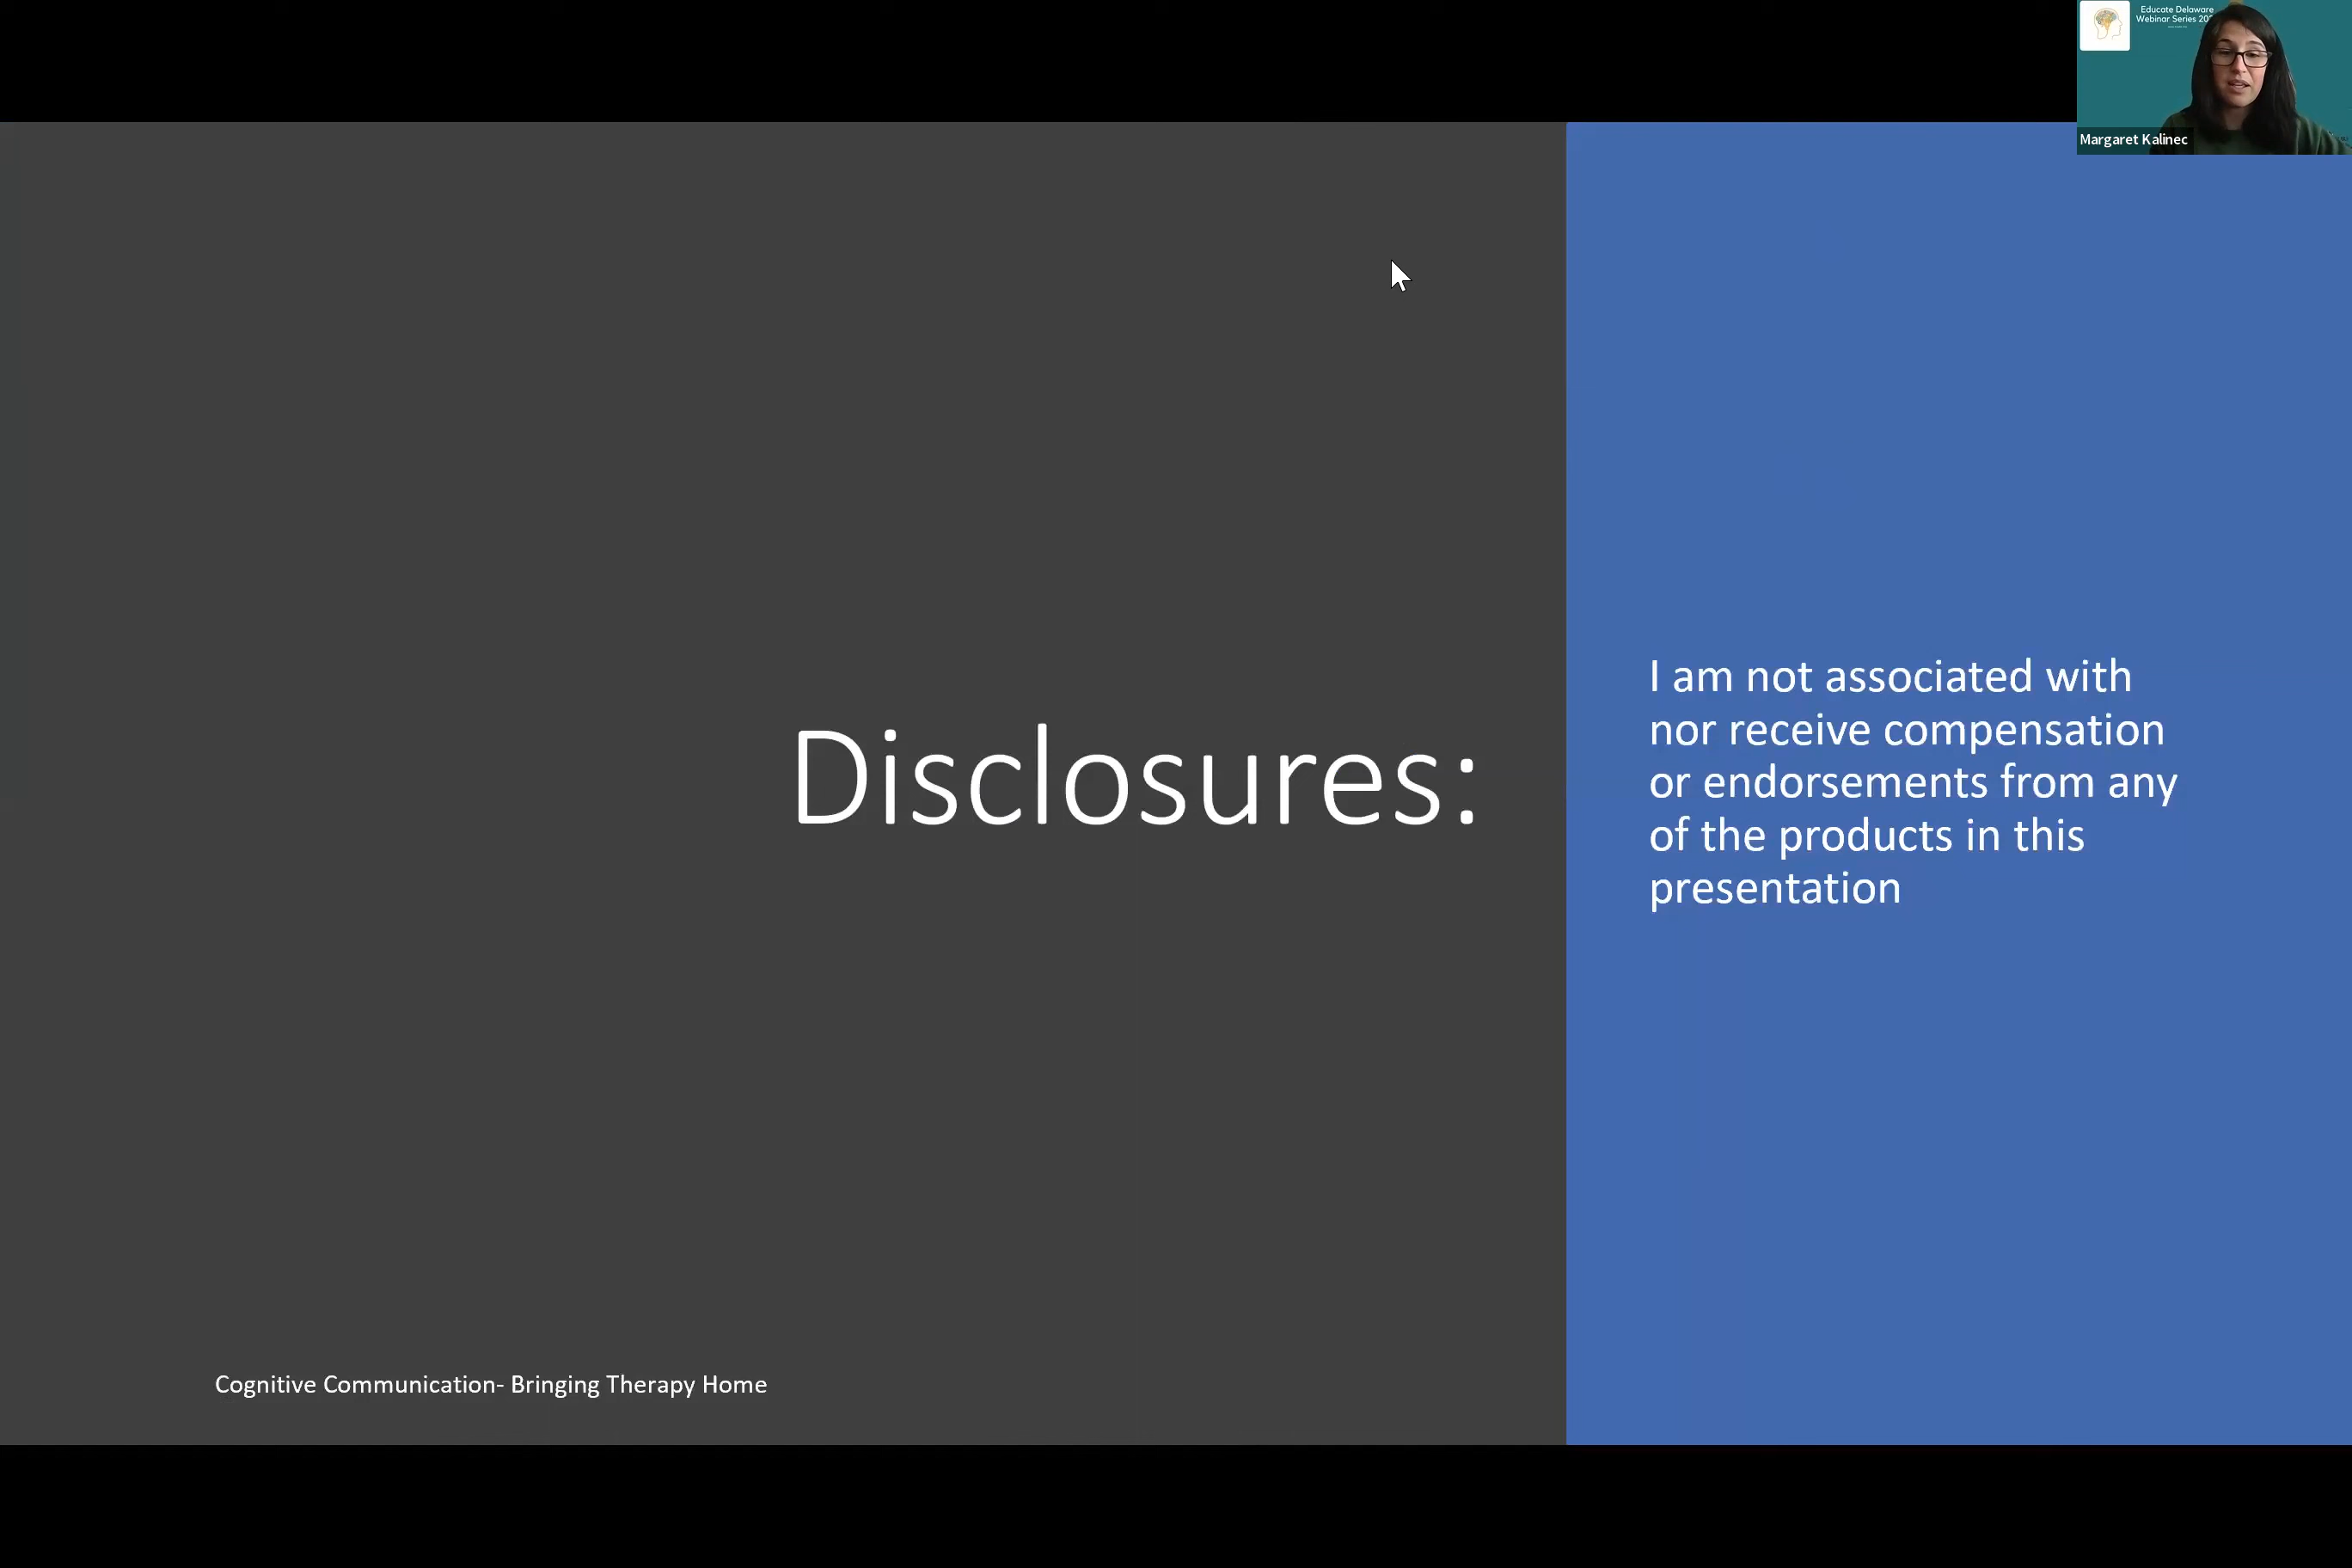 Educate Delaware
Webinar Series
Margaret Kalinec
Disclosures:
I am not associated with
nor receive compensation
or endorsements from any
of the products in this
presentation
Cognitive Communication- Bringing Therapy Home